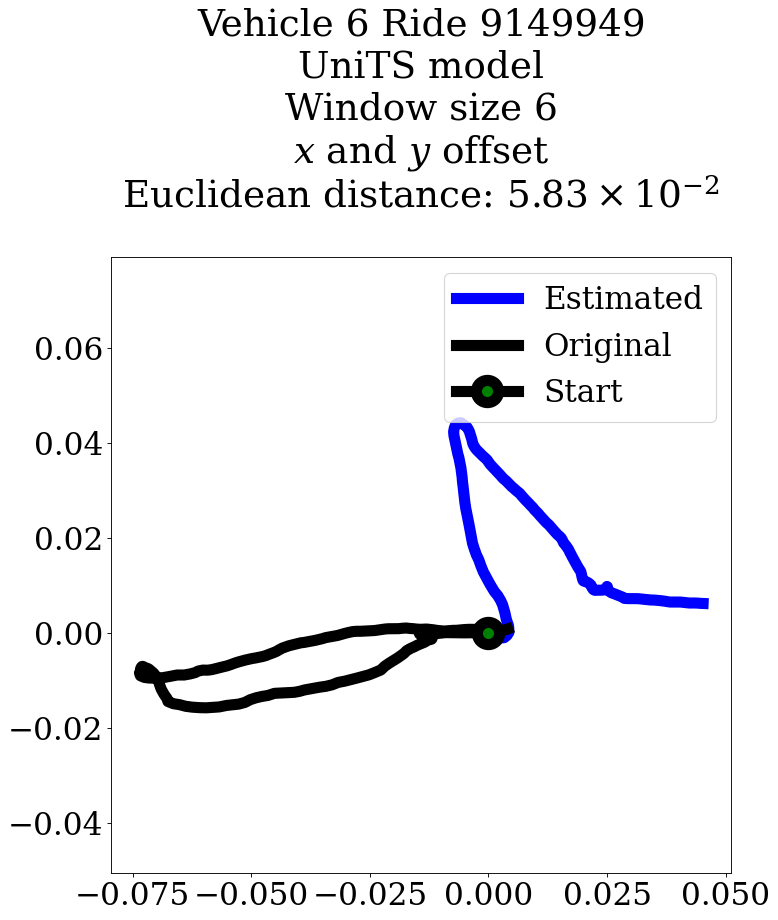 Vehicle 6 Ride 9149949
UniTS model
Window size 6
x and y offset
Euclidean distance: 5.83 × 10⁻²
Estimated
Original
Start
0.06
0.04
0.02
0.00
−0.02
−0.04
−0.075 −0.050 −0.025 0.000 0.025 0.050